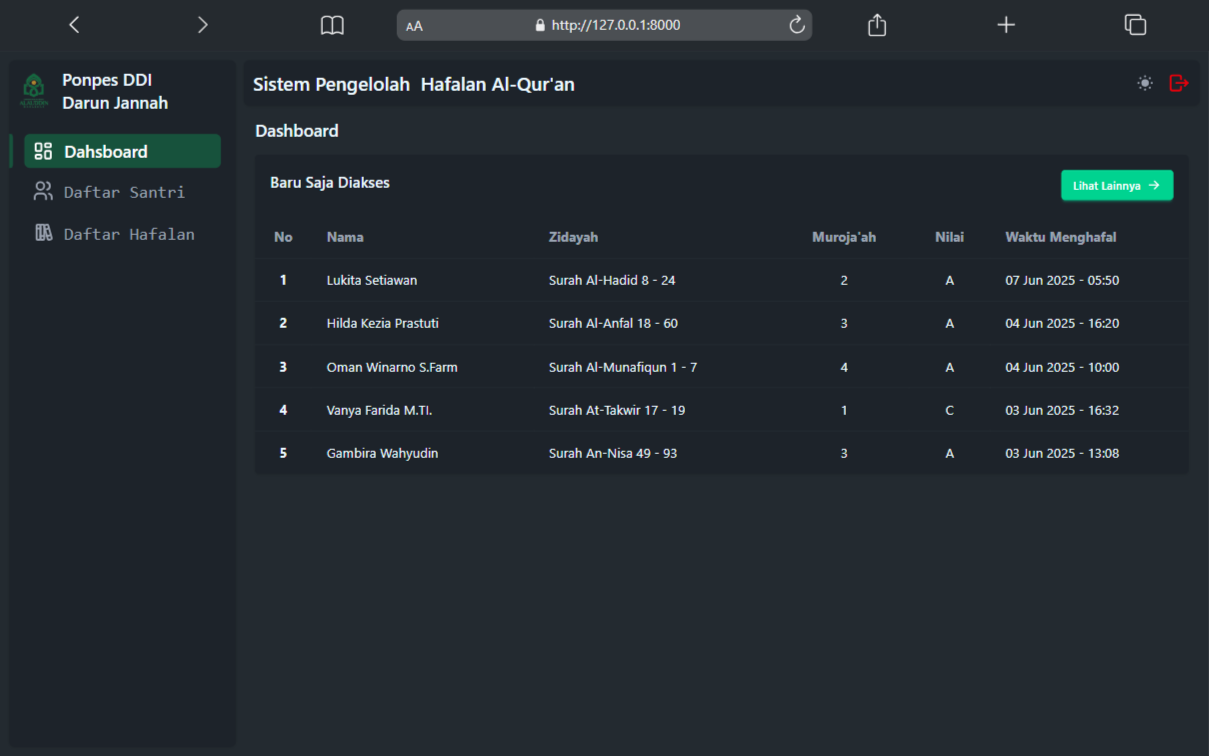 AA http://127.0.0.1:8000
Ponpes DDI
Darun Jannah
Dahsboard
Daftar Santri
Daftar Hafalan
Sistem Pengelolah  Hafalan Al-Qur'an
Dashboard
Baru Saja Diakses
Lihat Lainnya →
No Nama Zidayah Muroja'ah Nilai Waktu Menghafal
1 Lukita Setiawan Surah Al-Hadid 8 - 24 2 A 07 Jun 2025 - 05:50
2 Hilda Kezia Prastuti Surah Al-Anfal 18 - 60 3 A 04 Jun 2025 - 16:20
3 Oman Winarno S.Farm Surah Al-Munafiqun 1 - 7 4 A 04 Jun 2025 - 10:00
4 Vanya Farida M.TI. Surah At-Takwir 17 - 19 1 C 03 Jun 2025 - 16:32
5 Gambira Wahyudin Surah An-Nisa 49 - 93 3 A 03 Jun 2025 - 13:08